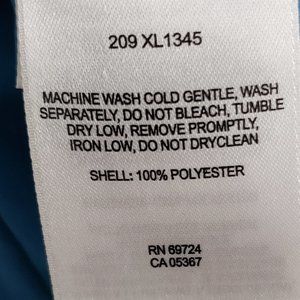 209 XL1345
MACHINE WASH COLD GENTLE, WASH
SEPARATELY, DO NOT BLEACH, TUMBLE
DRY LOW, REMOVE PROMPTLY,
IRON LOW, DO NOT DRYCLEAN
SHELL: 100% POLYESTER
RN 69724
CA 05367